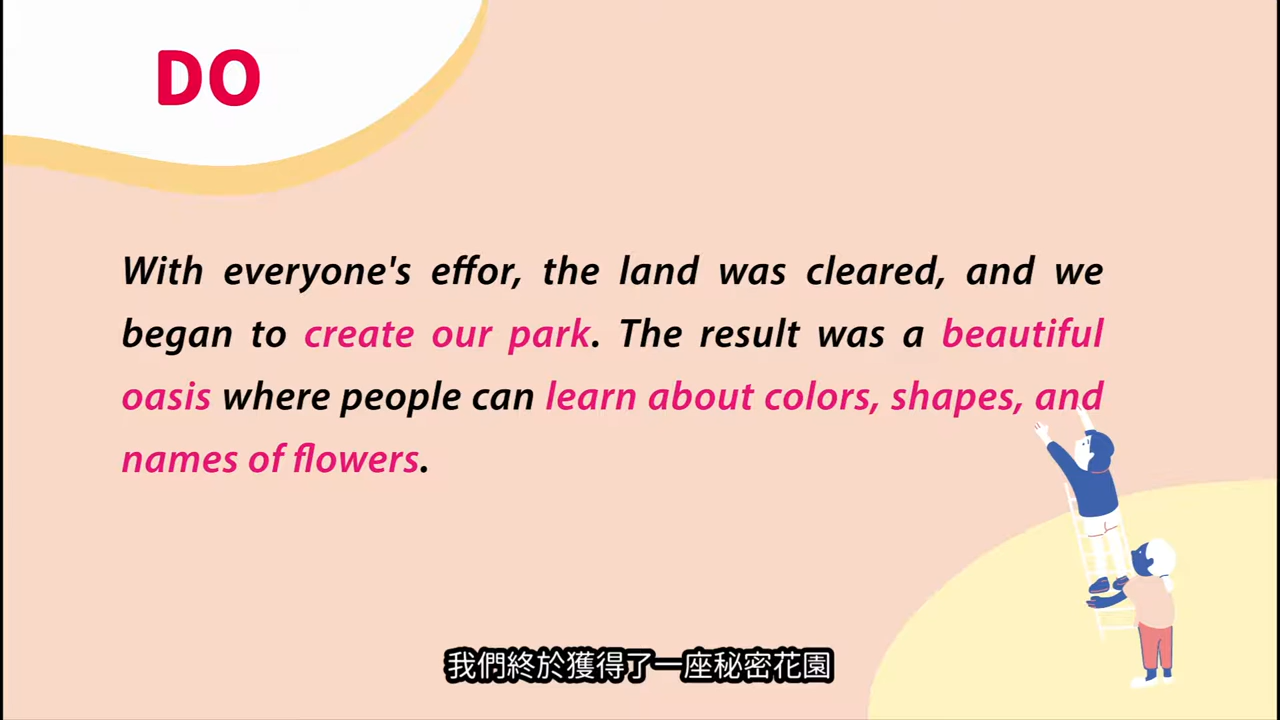 DO
With everyone's effor, the land was cleared, and we
began to create our park. The result was a beautiful
oasis where people can learn about colors, shapes, and
names of flowers.
我們終於獲得了一座秘密花園